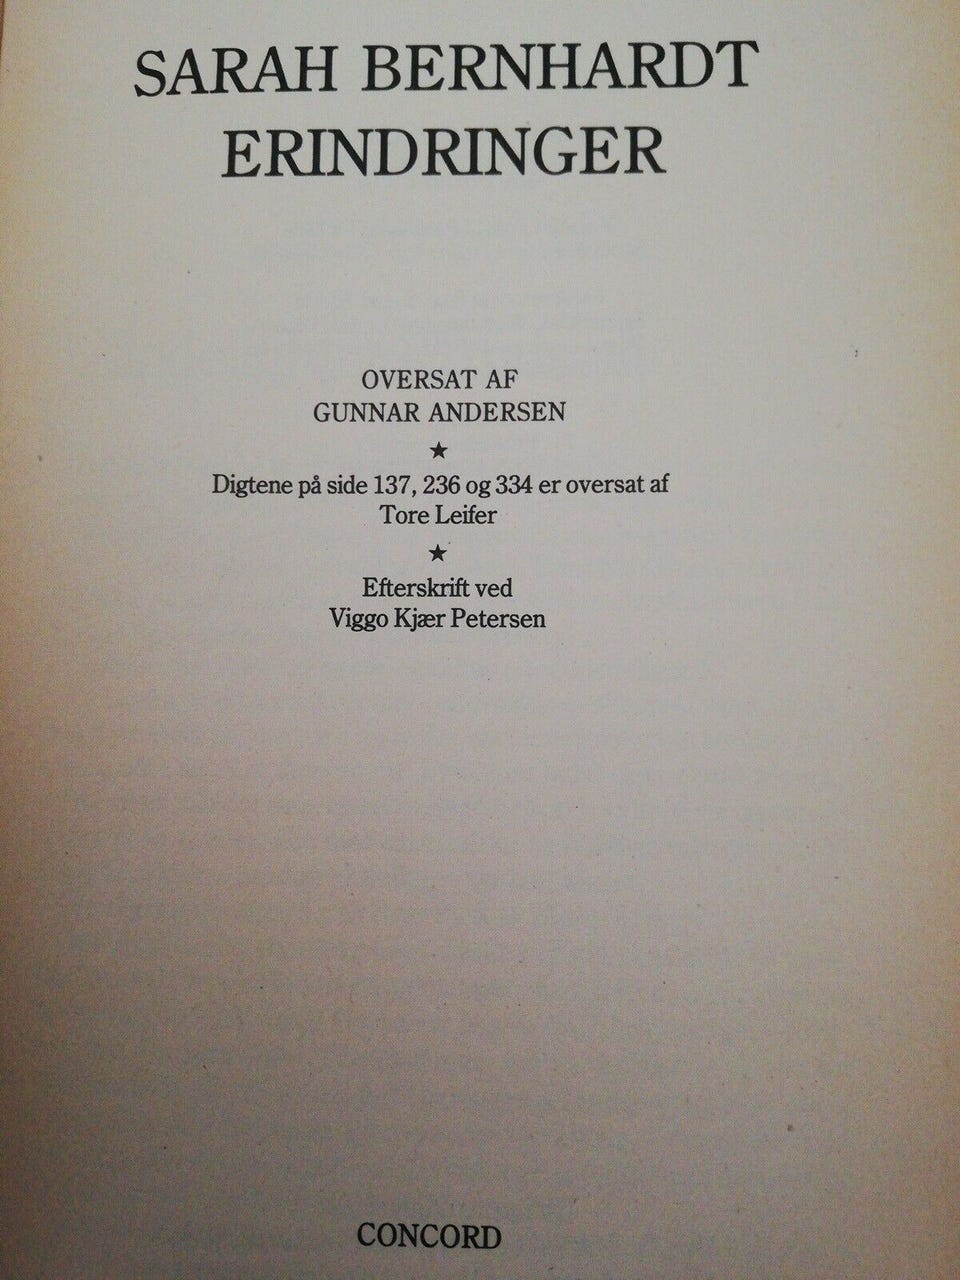 SARAH BERNHARDT
ERINDRINGER
OVERSAT AF
GUNNAR ANDERSEN
★
Digtene på side 137, 236 og 334 er oversat af
Tore Leifer
★
Efterskrift ved
Viggo Kjær Petersen
CONCORD